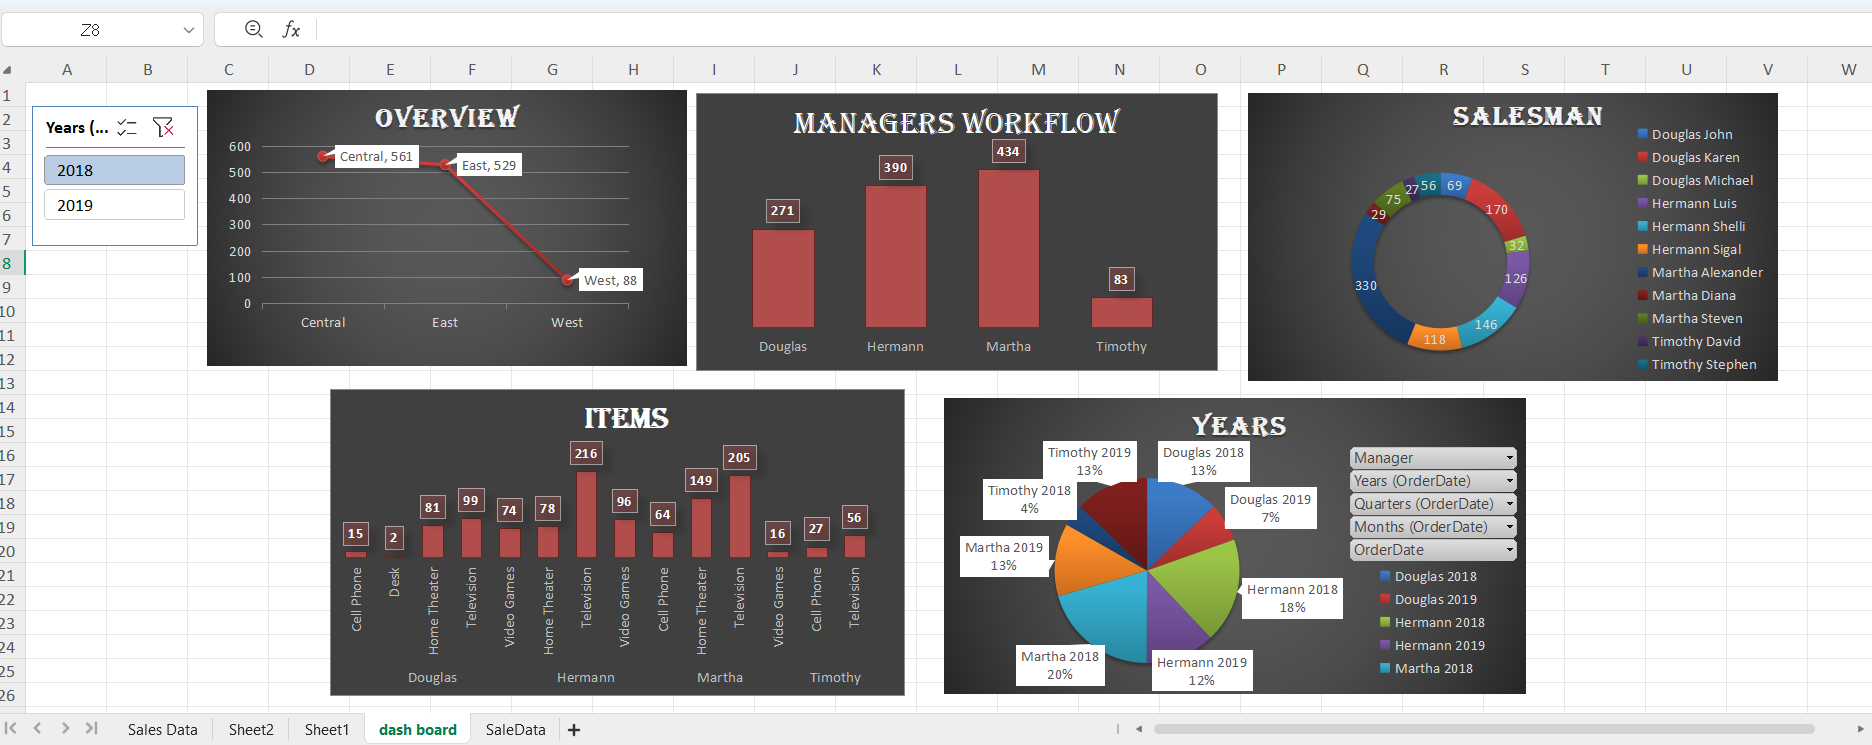 Z8
fx
A B C D E F G H I J K L M N O P Q R S T U V W
1
2
3
4
5
6
7
8
9
10
11
12
13
14
15
16
17
18
19
20
21
22
23
24
25
26
Years (...
2018
2019
OVERVIEW
600
500
400
300
200
100
0
Central, 561
East, 529
West, 88
Central East West
MANAGERS WORKFLOW
271 390 434 83
Douglas Hermann Martha Timothy
SALESMAN
69
170
32
126
146
118
330
29
75
27
56
Douglas John
Douglas Karen
Douglas Michael
Hermann Luis
Hermann Shelli
Hermann Sigal
Martha Alexander
Martha Diana
Martha Steven
Timothy David
Timothy Stephen
ITEMS
15 2 81 99 74 78 216 96 64 149 205 16 27 56
Cell Phone
Desk
Home Theater
Television
Video Games
Home Theater
Television
Video Games
Cell Phone
Home Theater
Television
Video Games
Cell Phone
Television
Douglas Hermann Martha Timothy
YEARS
Timothy 2019
13%
Douglas 2018
13%
Timothy 2018
4%
Douglas 2019
7%
Martha 2019
13%
Hermann 2018
18%
Martha 2018
20%
Hermann 2019
12%
Manager
Years (OrderDate)
Quarters (OrderDate)
Months (OrderDate)
OrderDate
Douglas 2018
Douglas 2019
Hermann 2018
Hermann 2019
Martha 2018
Sales Data Sheet2 Sheet1 dash board SaleData +